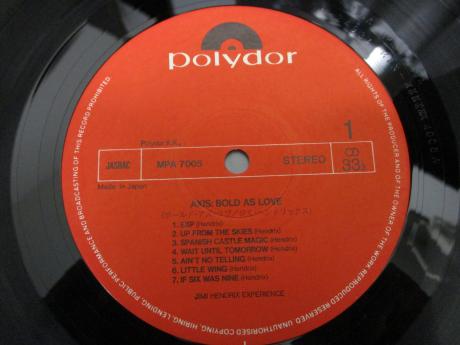 polydor
Polydor K.K.,
1
JASRAC MPA 7005 STEREO 33⅓
Made in Japan
AXIS: BOLD AS LOVE
1. EXP (Hendrix)
2. UP FROM THE SKIES (Hendrix)
3. SPANISH CASTLE MAGIC (Hendrix)
4. WAIT UNTIL TOMORROW (Hendrix)
5. AIN'T NO TELLING (Hendrix)
6. LITTLE WING (Hendrix)
7. IF SIX WAS NINE (Hendrix)
JIMI HENDRIX EXPERIENCE
ALL RIGHTS OF THE PRODUCER AND OF THE OWNER OF THE WORK REPRODUCED RESERVED UNAUTHORISED COPYING, HIRING, LENDING, PUBLIC PERFORMANCE AND BROADCASTING OF THIS RECORD PROHIBITED